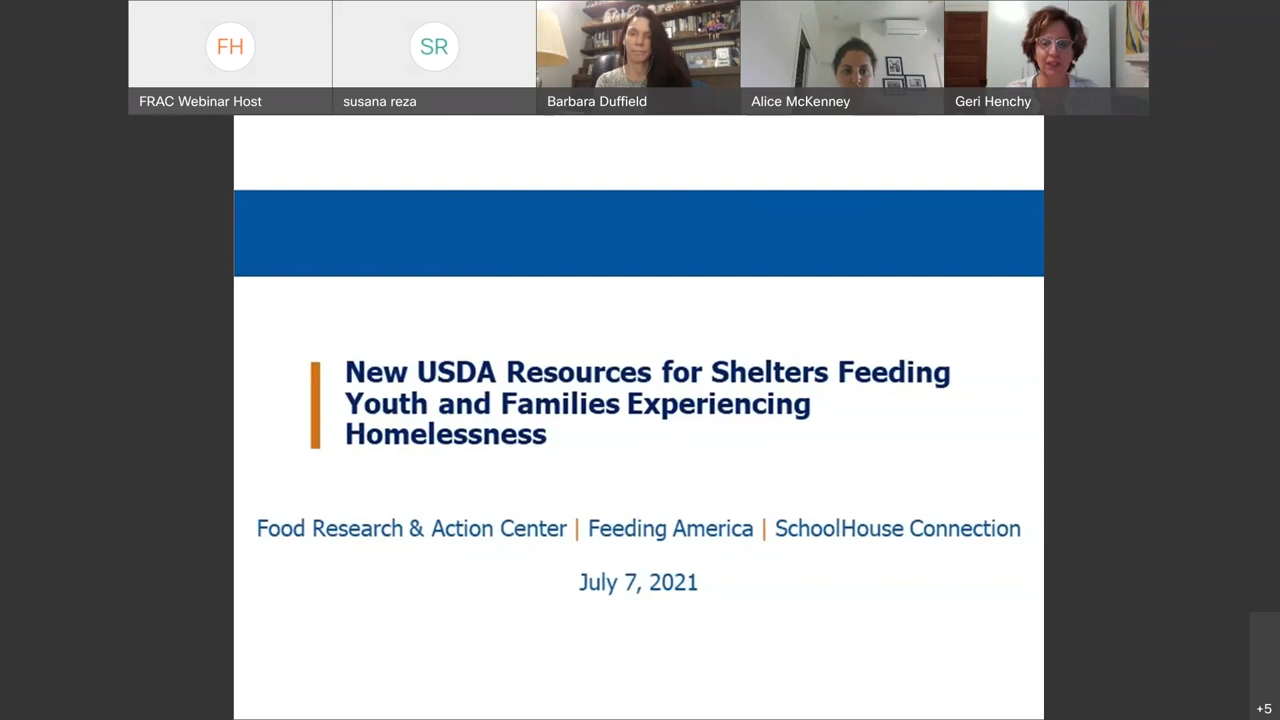 FH
SR
FRAC Webinar Host
susana reza
Barbara Duffield
Alice McKenney
Geri Henchy
New USDA Resources for Shelters Feeding
Youth and Families Experiencing
Homelessness
Food Research & Action Center | Feeding America | SchoolHouse Connection
July 7, 2021
+5